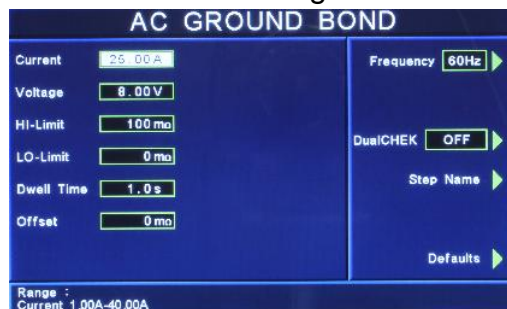 AC GROUND BOND
Current 25.00A
Voltage 8.00V
HI-Limit 100 mΩ
LO-Limit 0 mΩ
Dwell Time 1.0s
Offset 0 mΩ
Frequency 60Hz
DualCHEK OFF
Step Name
Defaults
Range :
Current 1.00A-40.00A